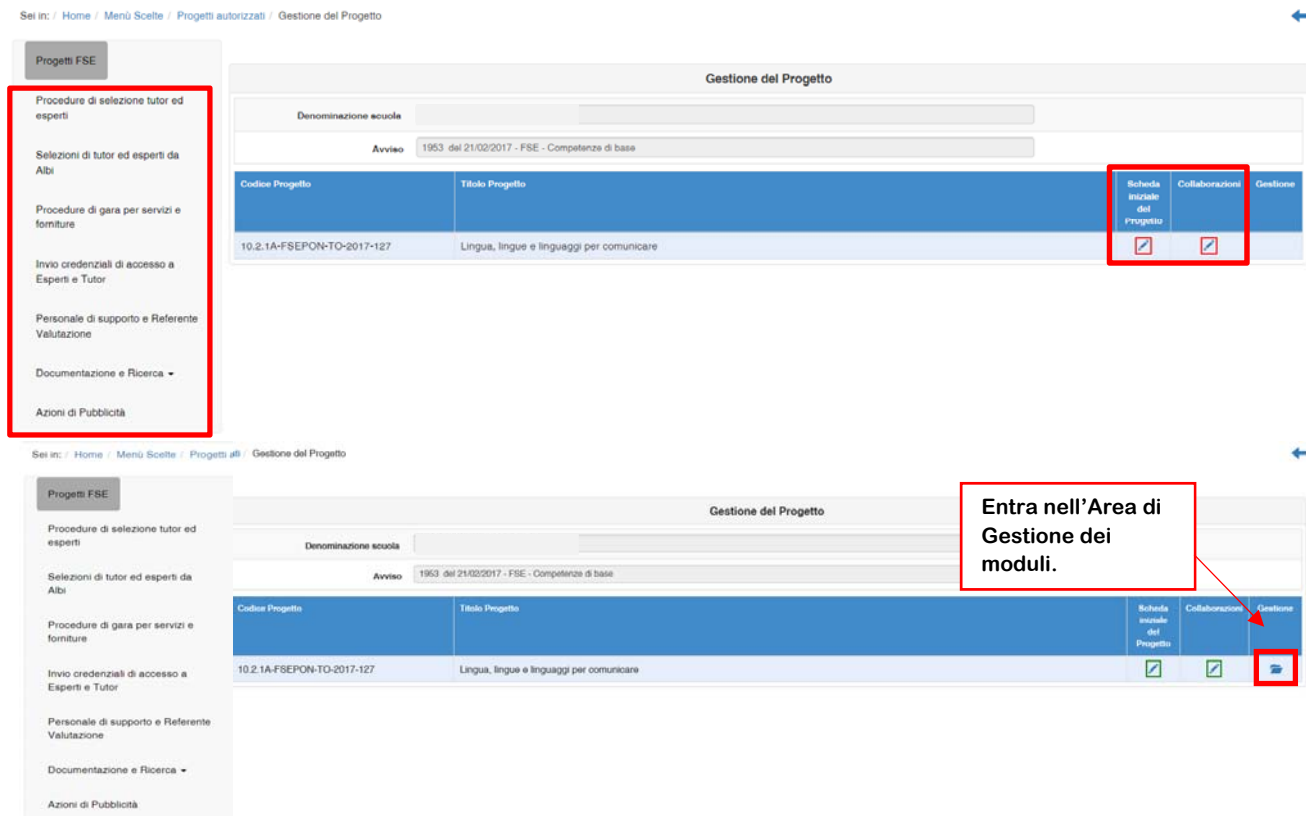 Sei in: / Home / Menù Scelte / Progetti autorizzati / Gestione del Progetto
Progetti FSE
Procedure di selezione tutor ed
esperti
Selezioni di tutor ed esperti da
Albi
Procedure di gara per servizi e
forniture
Invio credenziali di accesso a
Esperti e Tutor
Personale di supporto e Referente
Valutazione
Documentazione e Ricerca
Azioni di Pubblicità
Gestione del Progetto
Denominazione scuola
Avviso 1953 del 21/02/2017 - FSE - Competenze di base
Codice Progetto Titolo Progetto Scheda iniziale del Progetto Collaborazioni Gestione
10.2.1A-FSEPON-TO-2017-127 Lingua, lingue e linguaggi per comunicare
Sei in: / Home / Menù Scelte / Progetti ati / Gestione del Progetto
Progetti FSE
Procedure di selezione tutor ed
esperti
Selezioni di tutor ed esperti da
Albi
Procedure di gara per servizi e
forniture
Invio credenziali di accesso a
Esperti e Tutor
Personale di supporto e Referente
Valutazione
Documentazione e Ricerca
Azioni di Pubblicità
Gestione del Progetto
Denominazione scuola
Avviso 1953 del 21/02/2017 - FSE - Competenze di base
Codice Progetto Titolo Progetto Scheda iniziale del Progetto Collaborazioni Gestione
10.2.1A-FSEPON-TO-2017-127 Lingua, lingue e linguaggi per comunicare
Entra nell’Area di
Gestione dei
moduli.